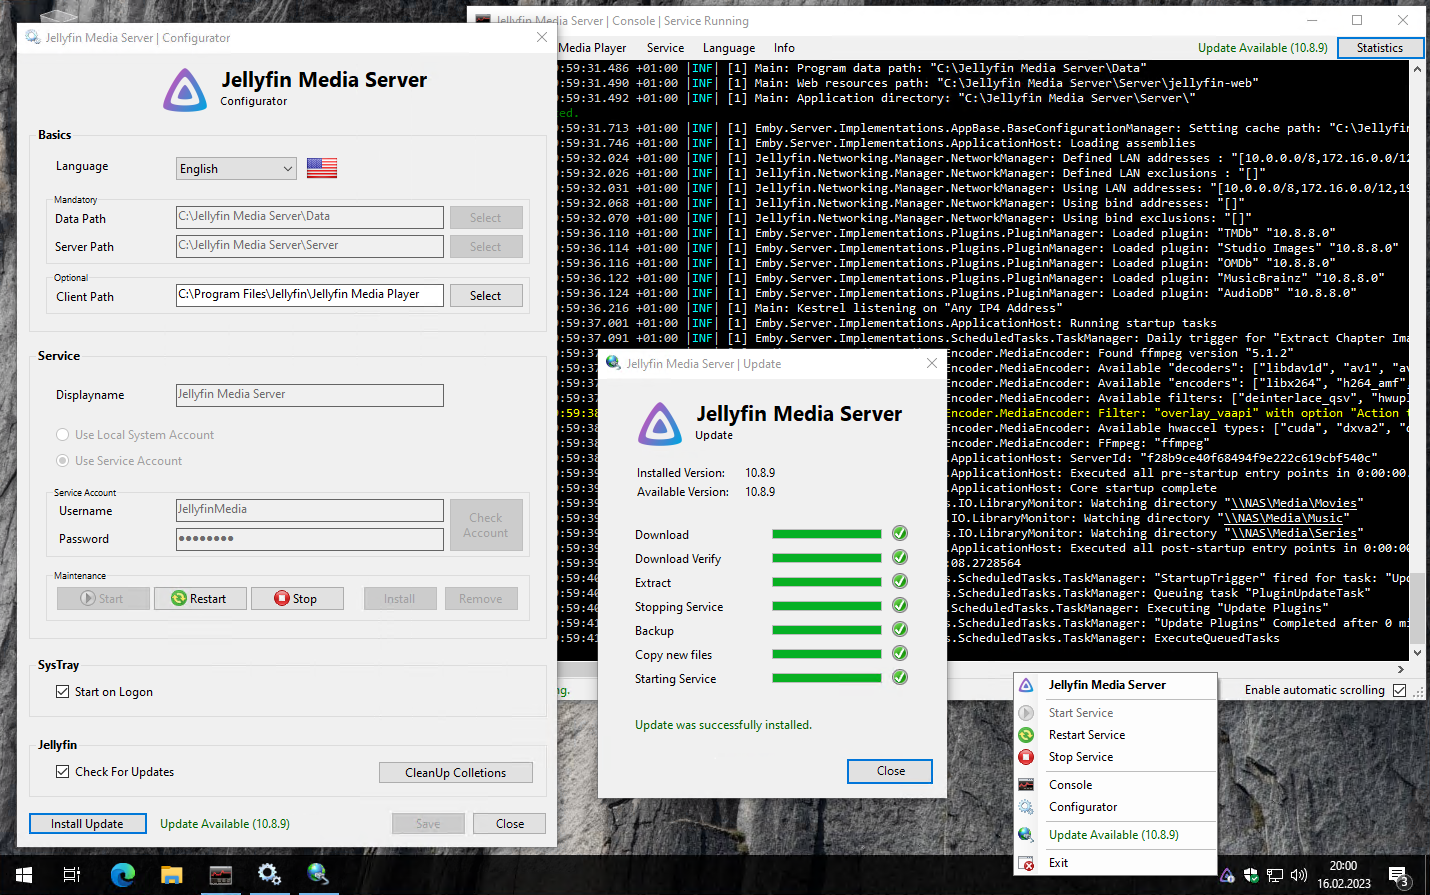 Jellyfin Media Server | Configurator
Jellyfin Media Server
Configurator
Basics
Language
English
Mandatory
Data Path
C:\Jellyfin Media Server\Data
Select
Server Path
C:\Jellyfin Media Server\Server
Select
Optional
Client Path
C:\Program Files\Jellyfin\Jellyfin Media Player
Select
Service
Displayname
Jellyfin Media Server
Use Local System Account
Use Service Account
Service Account
Username
JellyfinMedia
Password
Check
Account
Maintenance
Start
Restart
Stop
Install
Remove
SysTray
Start on Logon
Jellyfin
Check For Updates
CleanUp Colletions
Install Update
Update Available (10.8.9)
Save
Close
Jellyfin Media Server | Console | Service Running
Media Player
Service
Language
Info
Update Available (10.8.9)
Statistics
:59:31.486 +01:00 |INF| [1] Main: Program data path: "C:\Jellyfin Media Server\Data"
:59:31.490 +01:00 |INF| [1] Main: Web resources path: "C:\Jellyfin Media Server\Server\jellyfin-web"
:59:31.492 +01:00 |INF| [1] Main: Application directory: "C:\Jellyfin Media Server\Server\"
ed.
:59:31.713 +01:00 |INF| [1] Emby.Server.Implementations.AppBase.BaseConfigurationManager: Setting cache path: "C:\Jellyfin
:59:31.746 +01:00 |INF| [1] Emby.Server.Implementations.ApplicationHost: Loading assemblies
:59:32.024 +01:00 |INF| [1] Jellyfin.Networking.Manager.NetworkManager: Defined LAN addresses : "[10.0.0.0/8,172.16.0.0/12
:59:32.026 +01:00 |INF| [1] Jellyfin.Networking.Manager.NetworkManager: Defined LAN exclusions : "[]"
:59:32.031 +01:00 |INF| [1] Jellyfin.Networking.Manager.NetworkManager: Using LAN addresses: "[10.0.0.0/8,172.16.0.0/12,19
:59:32.068 +01:00 |INF| [1] Jellyfin.Networking.Manager.NetworkManager: Using bind addresses: "[]"
:59:32.070 +01:00 |INF| [1] Jellyfin.Networking.Manager.NetworkManager: Using bind exclusions: "[]"
:59:36.110 +01:00 |INF| [1] Emby.Server.Implementations.Plugins.PluginManager: Loaded plugin: "TMDb" "10.8.8.0"
:59:36.114 +01:00 |INF| [1] Emby.Server.Implementations.Plugins.PluginManager: Loaded plugin: "Studio Images" "10.8.8.0"
:59:36.116 +01:00 |INF| [1] Emby.Server.Implementations.Plugins.PluginManager: Loaded plugin: "OMDb" "10.8.8.0"
:59:36.122 +01:00 |INF| [1] Emby.Server.Implementations.Plugins.PluginManager: Loaded plugin: "MusicBrainz" "10.8.8.0"
:59:36.124 +01:00 |INF| [1] Emby.Server.Implementations.Plugins.PluginManager: Loaded plugin: "AudioDB" "10.8.8.0"
:59:36.216 +01:00 |INF| [1] Main: Kestrel listening on "Any IP4 Address"
:59:37.001 +01:00 |INF| [1] Emby.Server.Implementations.ApplicationHost: Running startup tasks
:59:37.091 +01:00 |INF| [1] Emby.Server.Implementations.ScheduledTasks.TaskManager: Daily trigger for "Extract Chapter Ima
:59:37 Encoder.MediaEncoder: Found ffmpeg version "5.1.2"
:59:37 Encoder.MediaEncoder: Available "decoders": ["libdav1d", "av1", "av
:59:37 Encoder.MediaEncoder: Available "encoders": ["libx264", "h264_amf",
:59:37 Encoder.MediaEncoder: Available filters: ["deinterlace_qsv", "hwupl
:59:38 Encoder.MediaEncoder: Filter: "overlay_vaapi" with option "Action t
:59:38 Encoder.MediaEncoder: Available hwaccel types: ["cuda", "dxva2", "d
:59:38 Encoder.MediaEncoder: FFmpeg: "ffmpeg"
:59:38 .ApplicationHost: ServerId: "f28b9ce40f68494f9e222c619cbf540c"
:59:39 .ApplicationHost: Executed all pre-startup entry points in 0:00:00.
:59:39 .ApplicationHost: Core startup complete
:59:39 s.IO.LibraryMonitor: Watching directory "\\NAS\Media\Movies"
:59:39 s.IO.LibraryMonitor: Watching directory "\\NAS\Media\Music"
:59:39 s.IO.LibraryMonitor: Watching directory "\\NAS\Media\Series"
:59:39 .ApplicationHost: Executed all post-startup entry points in 0:00:00
:59:39 08.2728564
:59:40 s.ScheduledTasks.TaskManager: "StartupTrigger" fired for task: "Upd
:59:40 s.ScheduledTasks.TaskManager: Queuing task "PluginUpdateTask"
:59:40 s.ScheduledTasks.TaskManager: Executing "Update Plugins"
:59:41 s.ScheduledTasks.TaskManager: "Update Plugins" Completed after 0 mi
:59:41 s.ScheduledTasks.TaskManager: ExecuteQueuedTasks
ng.
Enable automatic scrolling
Jellyfin Media Server | Update
Jellyfin Media Server
Update
Installed Version: 10.8.9
Available Version: 10.8.9
Download
Download Verify
Extract
Stopping Service
Backup
Copy new files
Starting Service
Update was successfully installed.
Close
Jellyfin Media Server
Start Service
Restart Service
Stop Service
Console
Configurator
Update Available (10.8.9)
Exit
20:00
16.02.2023
3